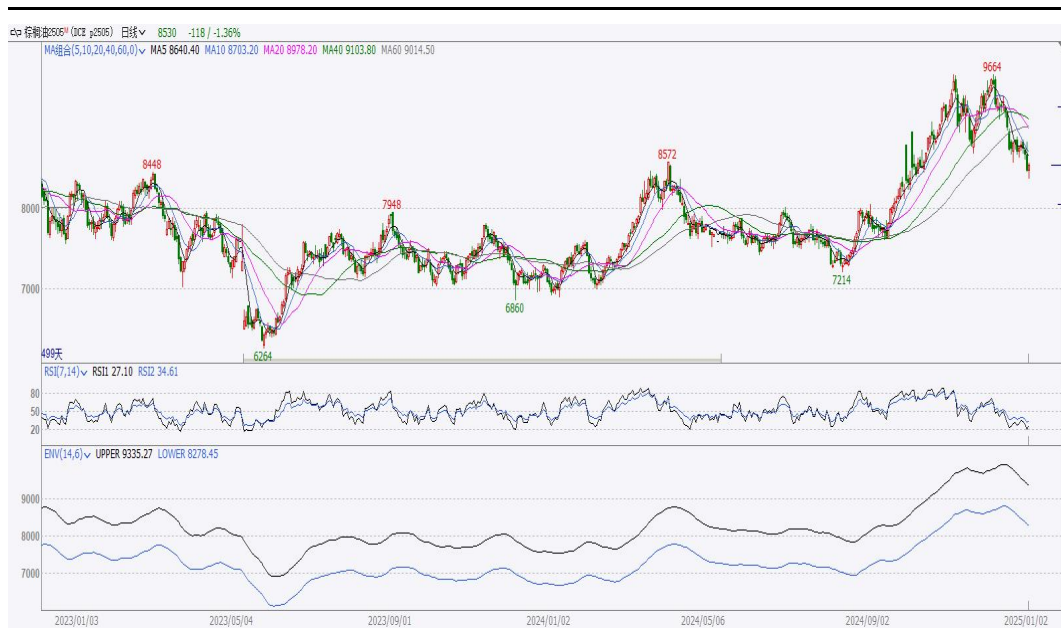 棕榈油2505M (DCE p2505) 日线 8530 -118 / -1.36%
MA组合(5,10,20,40,60,0) MA5 8640.40 MA10 8703.20 MA20 8978.20 MA40 9103.80 MA60 9014.50
9664
8448
8572
7948
8000
7000
7214
6860
6264
499天
RSI(7,14) RSI1 27.10 RSI2 34.61
80
50
20
ENV(14,6) UPPER 9335.27 LOWER 8278.45
9000
8000
7000
2023/01/03 2023/05/04 2023/09/01 2024/01/02 2024/05/06 2024/09/02 2025/01/02